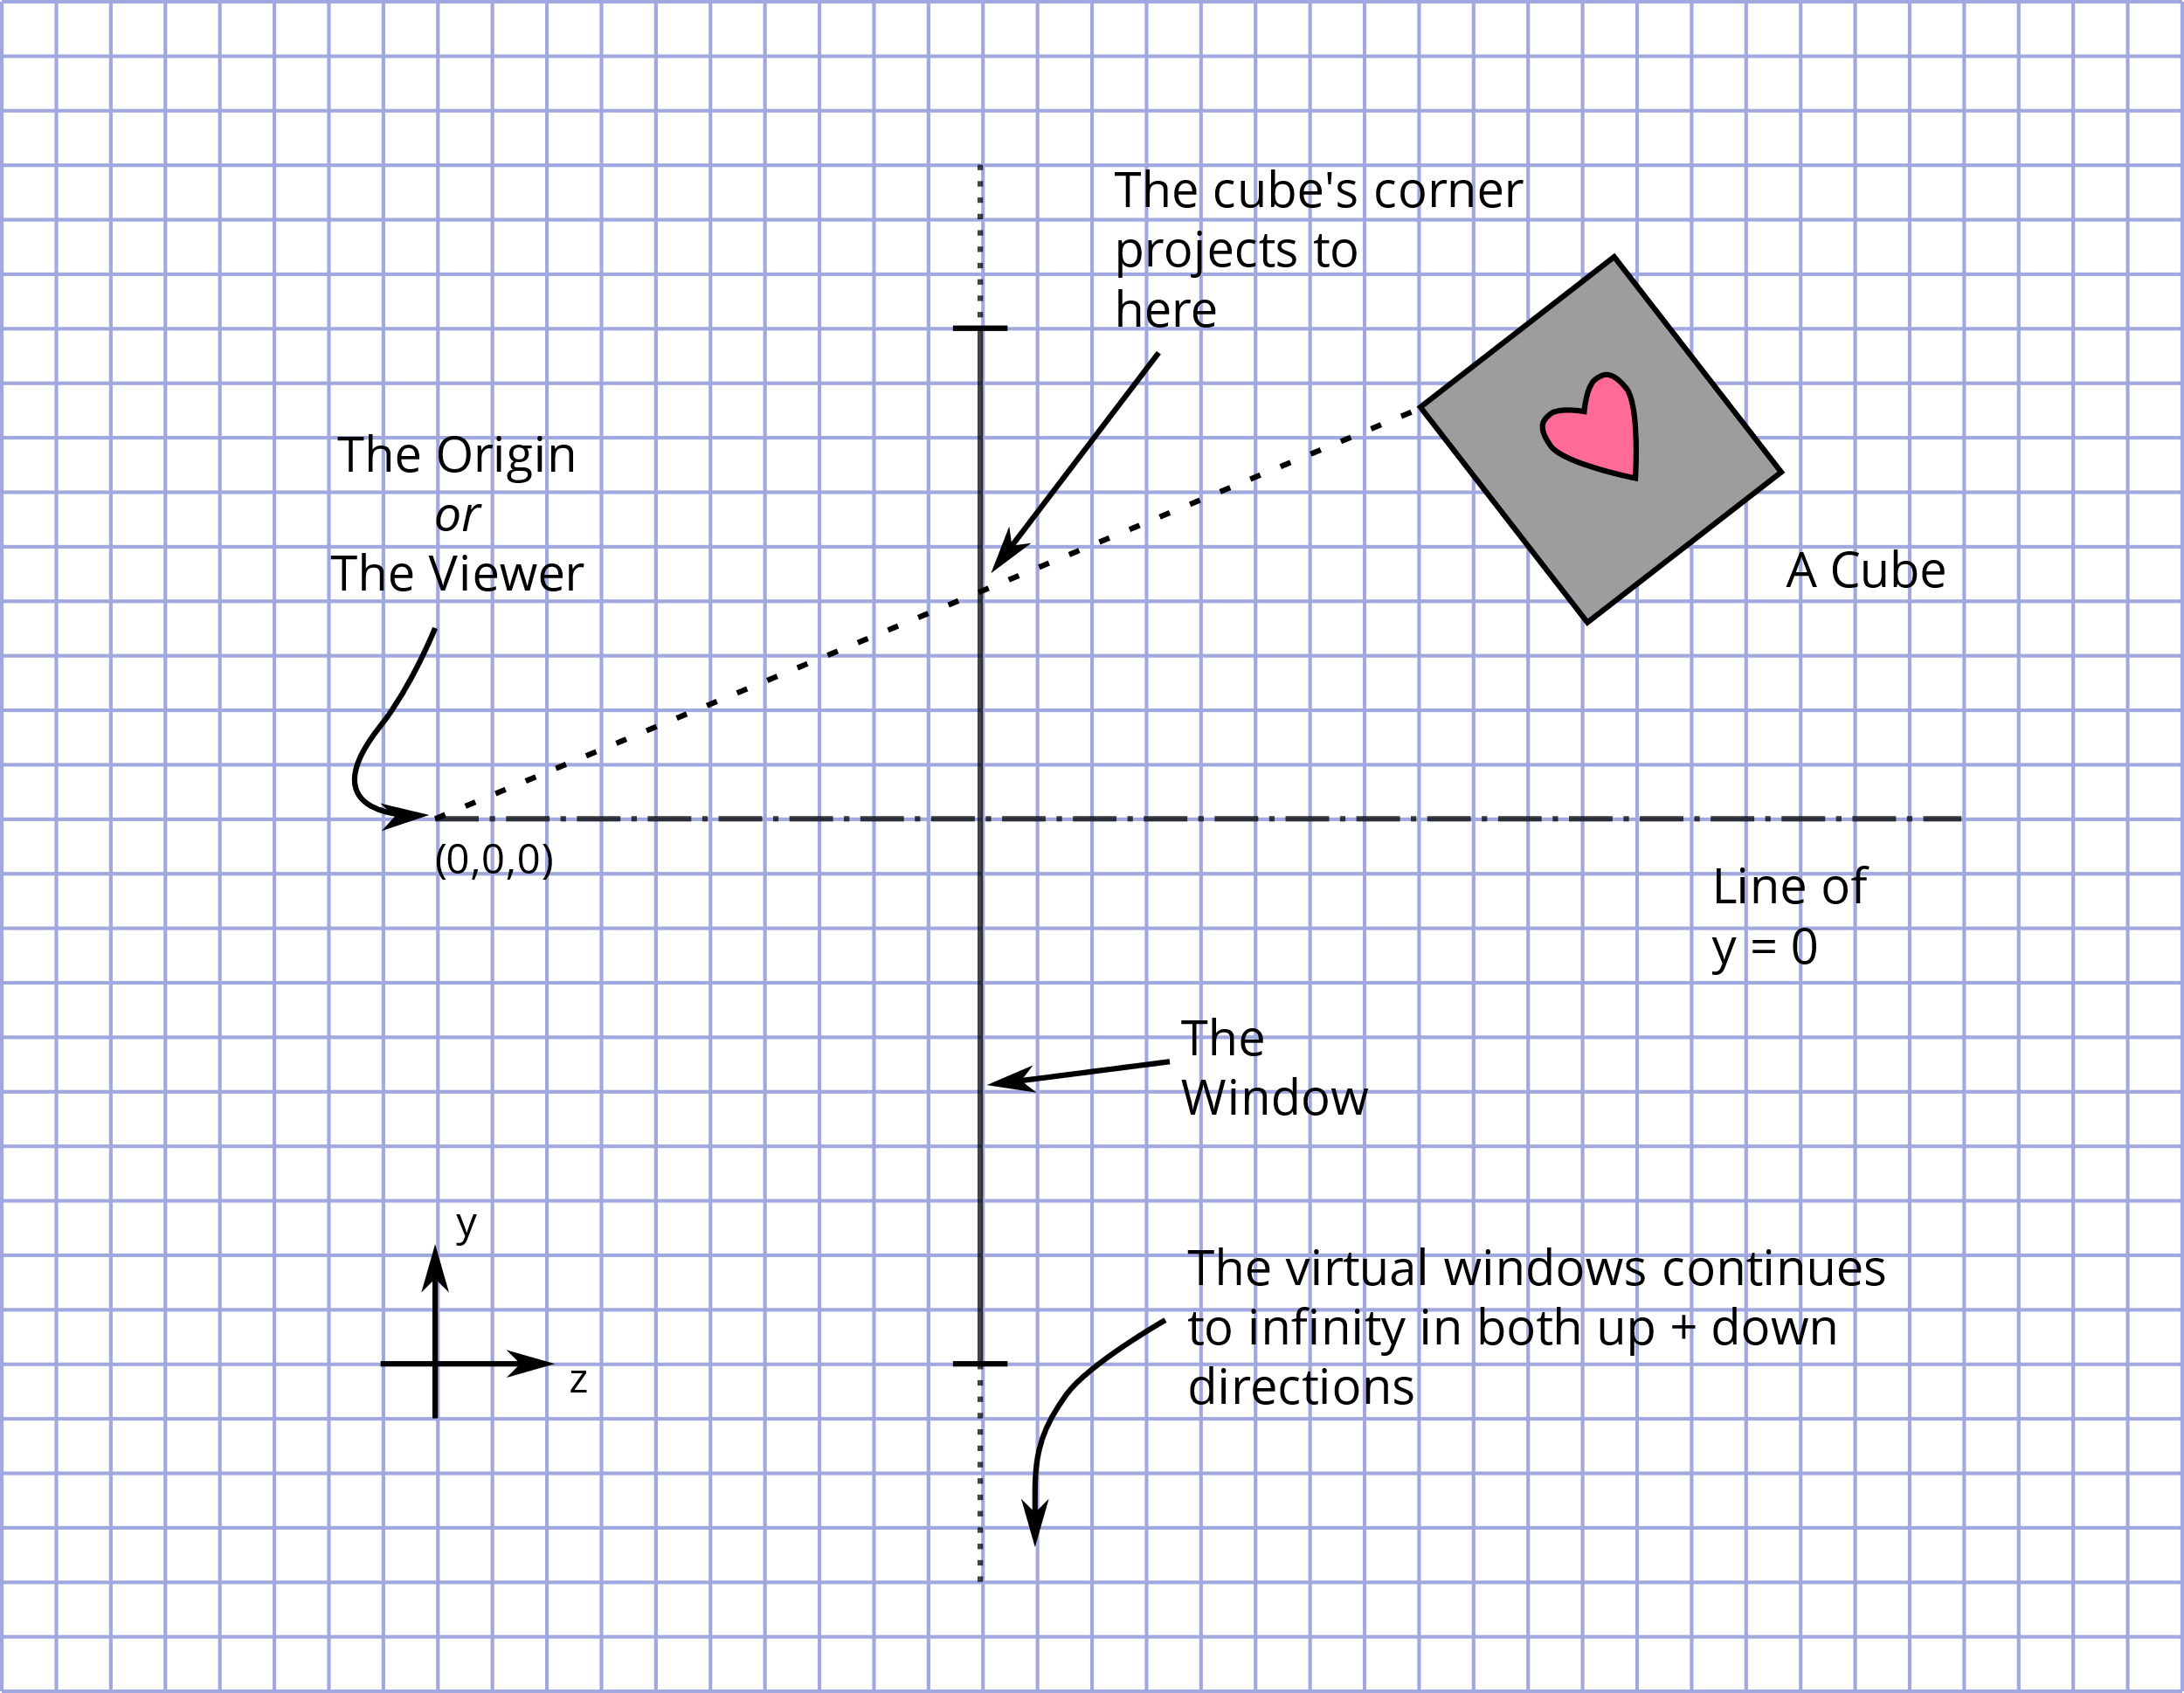 The cube's corner
projects to
here
The Origin
or
The Viewer
A Cube
(0,0,0)
Line of
y = 0
The
Window
y
z
The virtual windows continues
to infinity in both up + down
directions